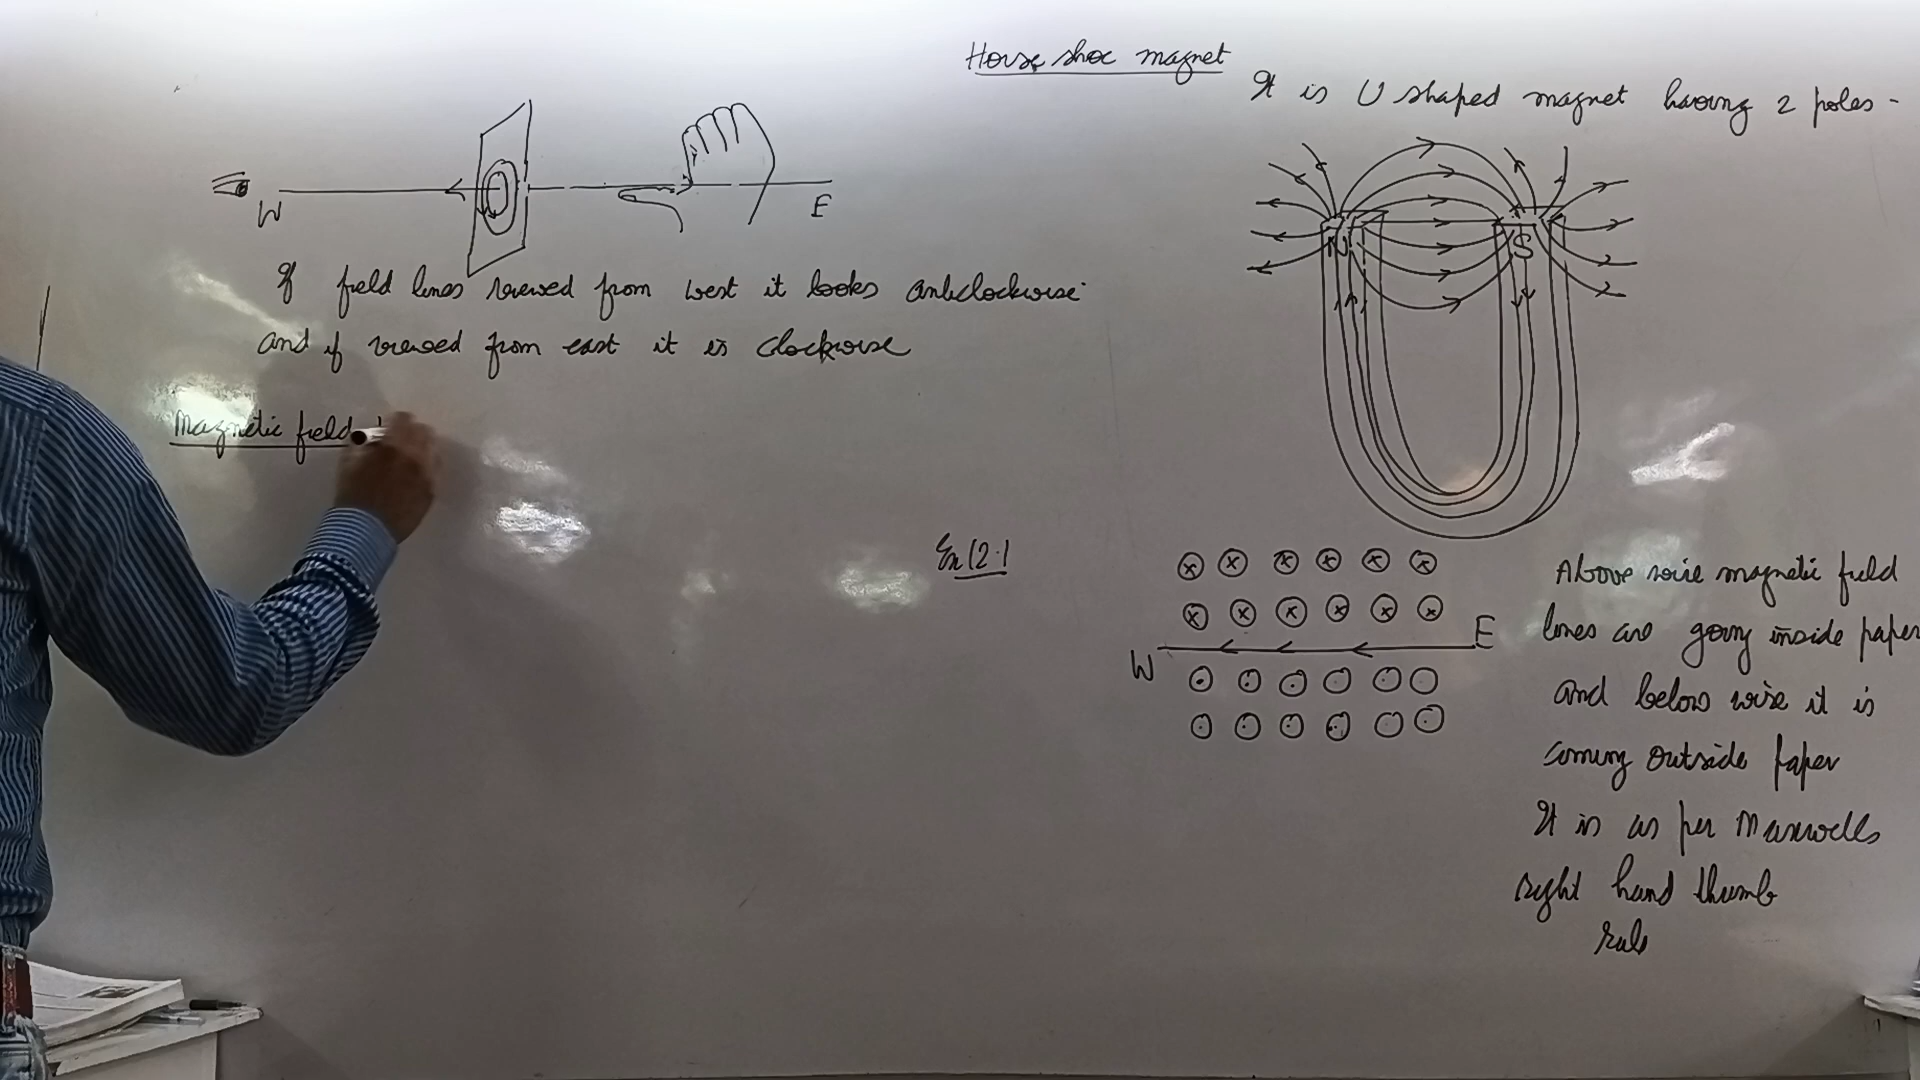 W
E
If field lines viewed from west it looks anticlockwise
and if viewed from east it is clockwise
Magnetic field
Horse shoe magnet
It is U shaped magnet having 2 poles -
N
S
Ex 12.1
W
E
Above wire magnetic field
lines are going inside paper
and below wire it is
coming outside paper
It is as per Maxwells
right hand thumb
rule